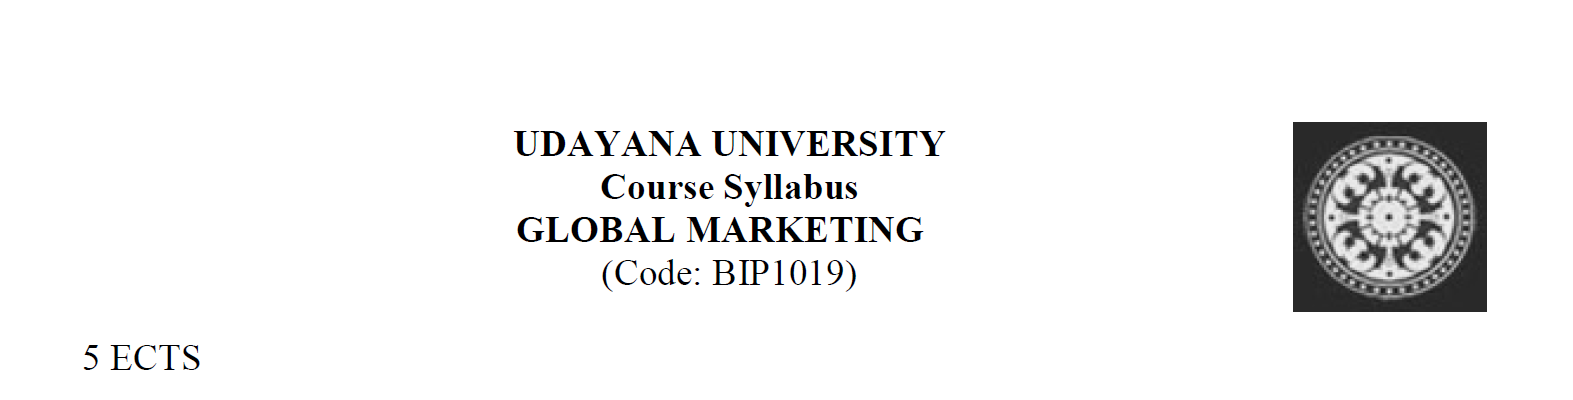 UDAYANA UNIVERSITY
Course Syllabus
GLOBAL MARKETING
(Code: BIP1019)
5 ECTS